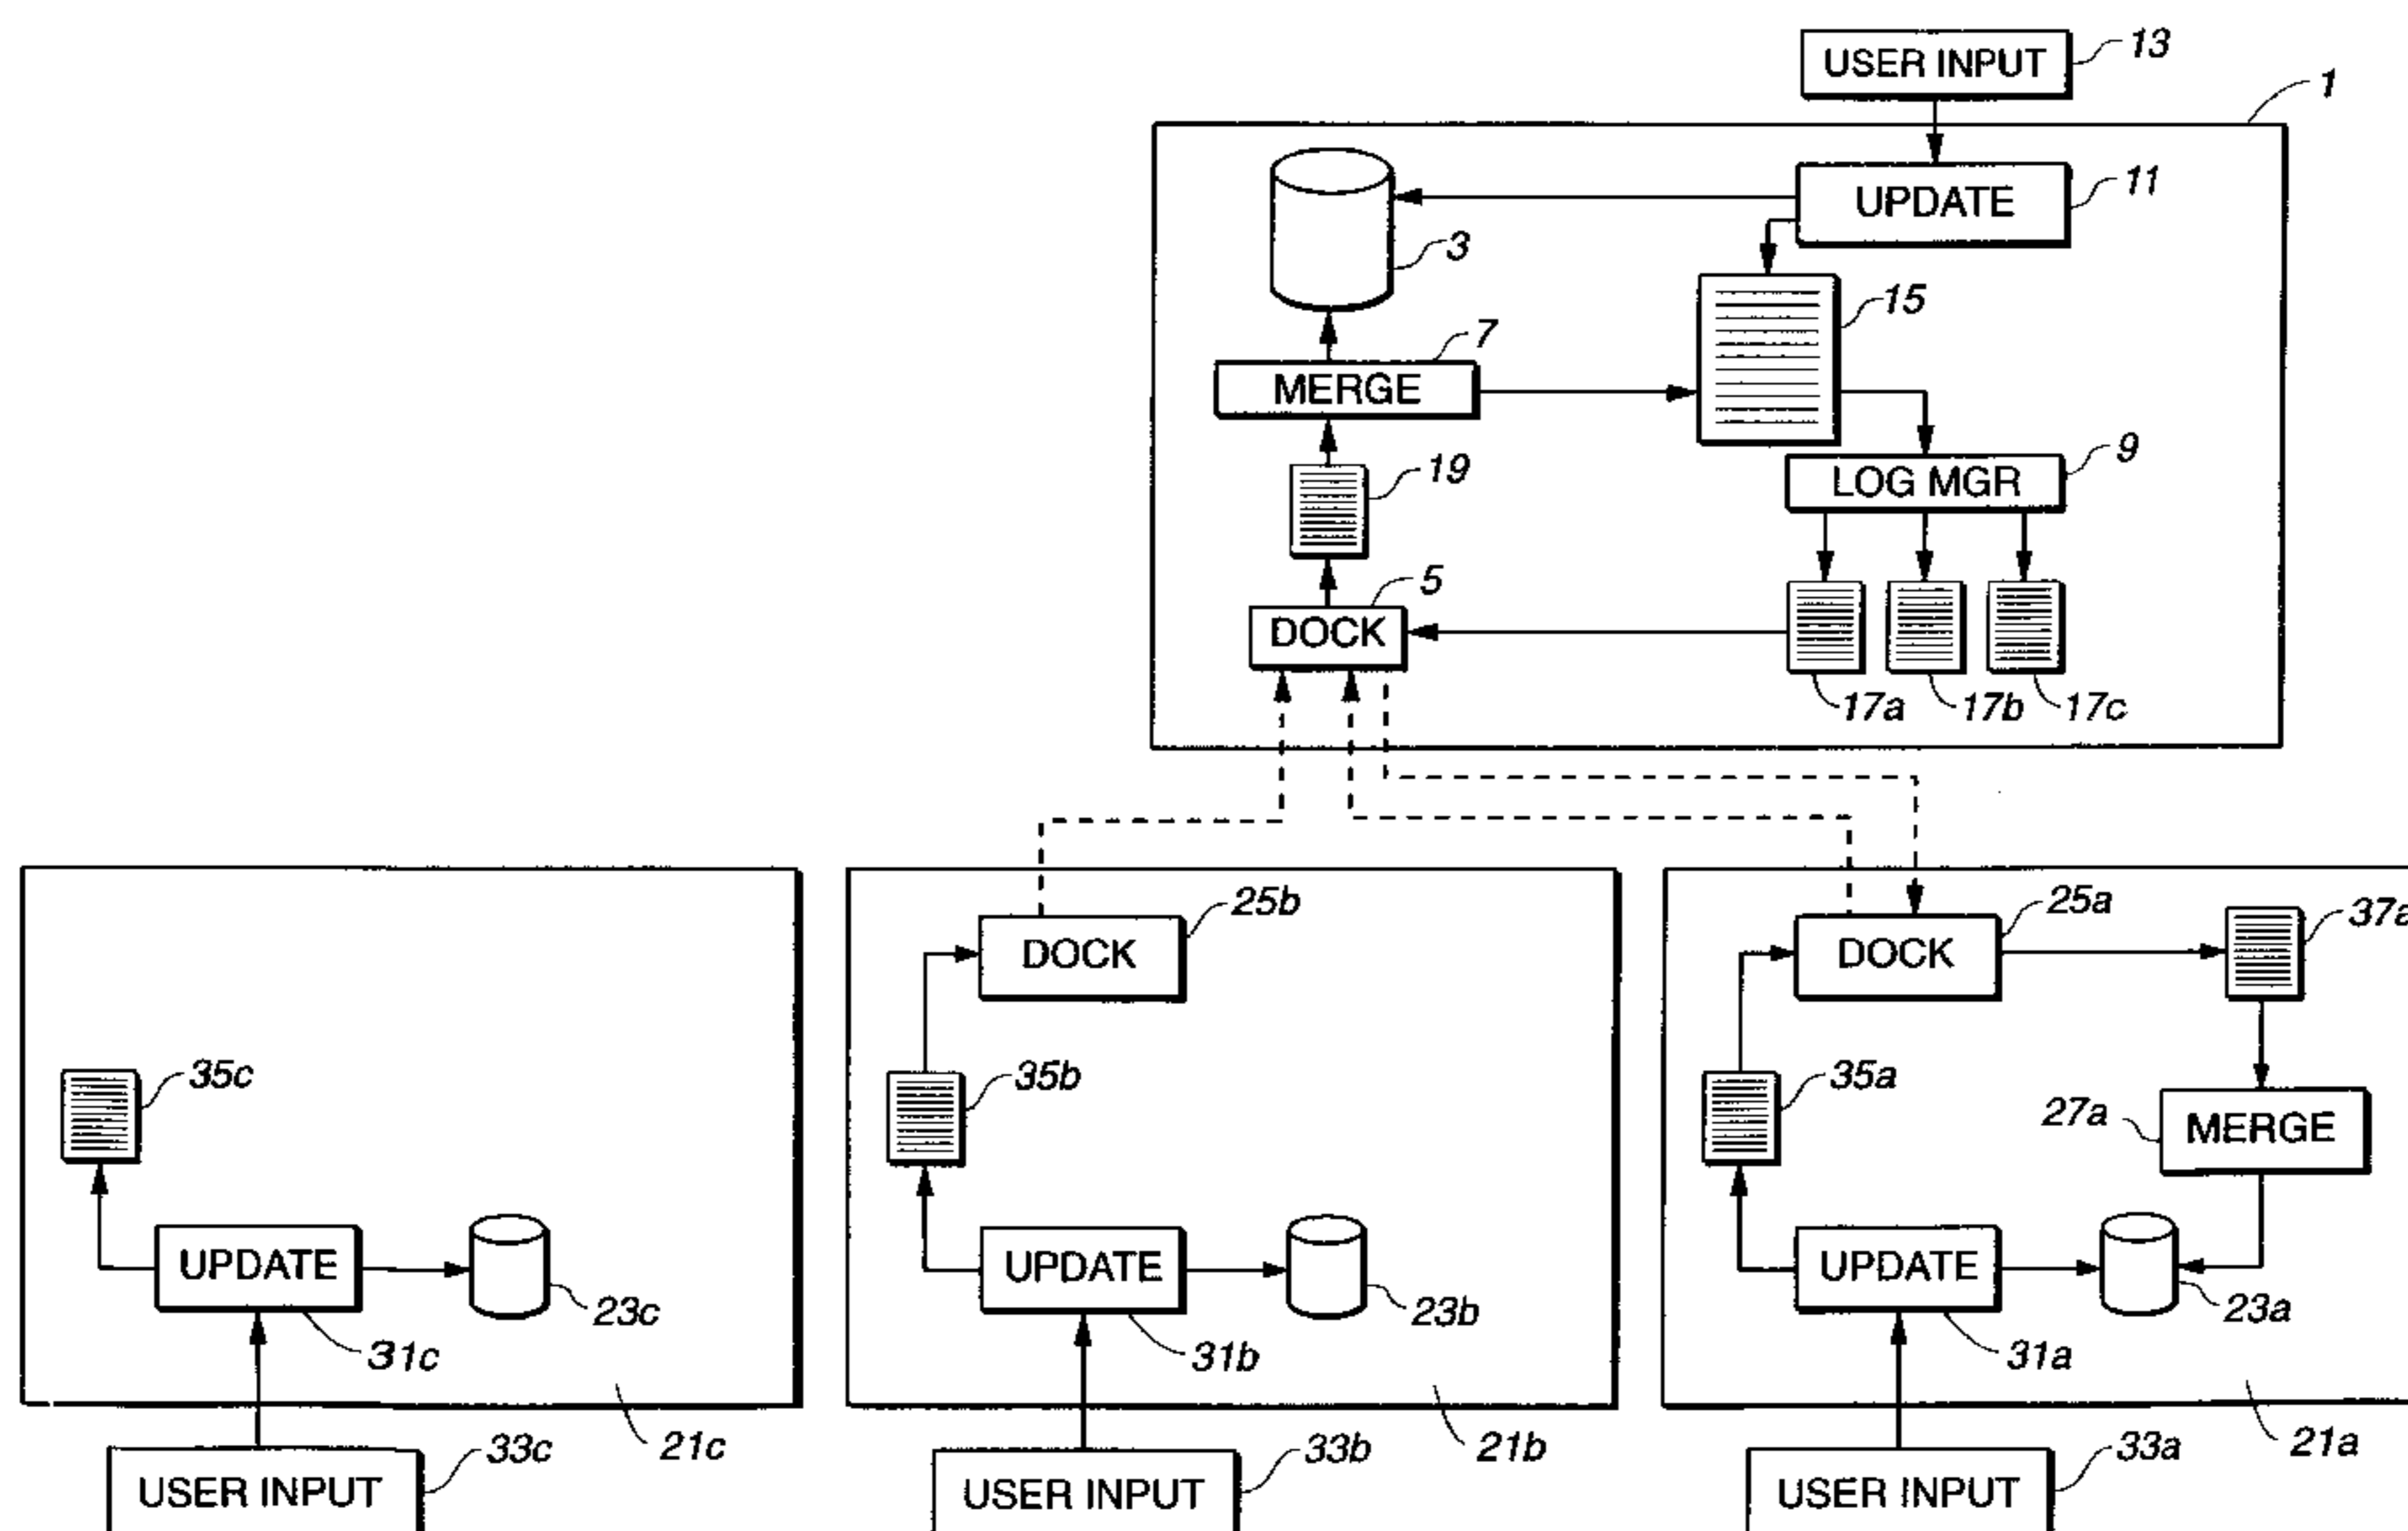 USER INPUT 13
1
UPDATE 11
3
15
7
MERGE
9
19
LOG MGR
5
DOCK
17a 17b 17c
25b 25a 37a
DOCK DOCK
35c 35b 35a
27a MERGE
UPDATE UPDATE UPDATE
23c 23b 23a
31c 31b 31a
21c 21b 21a
33c 33b 33a
USER INPUT USER INPUT USER INPUT